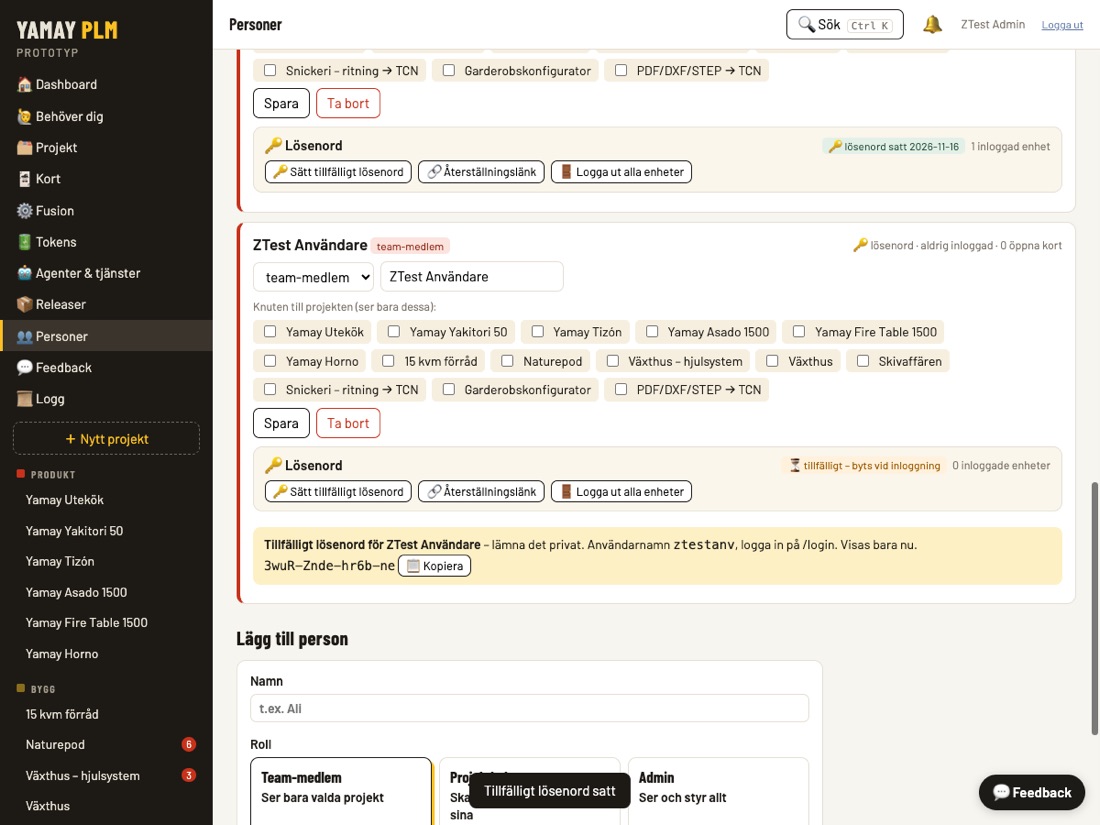 YAMAY PLM
PROTOTYP
Dashboard
Behöver dig
Projekt
Kort
Fusion
Tokens
Agenter & tjänster
Releaser
Personer
Feedback
Logg
+ Nytt projekt
PRODUKT
Yamay Utekök
Yamay Yakitori 50
Yamay Tizón
Yamay Asado 1500
Yamay Fire Table 1500
Yamay Horno
BYGG
15 kvm förråd
Naturepod 6
Växthus – hjulsystem 3
Växthus
Personer
Sök Ctrl K
ZTest Admin
Logga ut
Snickeri – ritning → TCN Garderobskonfigurator PDF/DXF/STEP → TCN
Spara Ta bort
Lösenord lösenord satt 2026-11-16 1 inloggad enhet
Sätt tillfälligt lösenord Återställningslänk Logga ut alla enheter
ZTest Användare team-medlem lösenord · aldrig inloggad · 0 öppna kort
team-medlem ZTest Användare
Knuten till projekten (ser bara dessa):
Yamay Utekök Yamay Yakitori 50 Yamay Tizón Yamay Asado 1500 Yamay Fire Table 1500
Yamay Horno 15 kvm förråd Naturepod Växthus – hjulsystem Växthus Skivaffären
Snickeri – ritning → TCN Garderobskonfigurator PDF/DXF/STEP → TCN
Spara Ta bort
Lösenord tillfälligt – byts vid inloggning 0 inloggade enheter
Sätt tillfälligt lösenord Återställningslänk Logga ut alla enheter
Tillfälligt lösenord för ZTest Användare – lämna det privat. Användarnamn ztestanv, logga in på /login. Visas bara nu.
3wuR-Znde-hr6b-ne Kopiera
Lägg till person
Namn
t.ex. Ali
Roll
Team-medlem
Ser bara valda projekt
sina
Admin
Ser och styr allt
Tillfälligt lösenord satt
Feedback